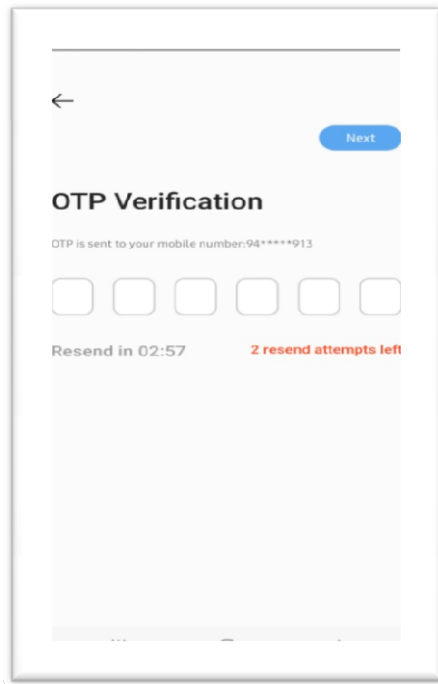 Next
OTP Verification
OTP is sent to your mobile number:94*****913
Resend in 02:57 2 resend attempts left